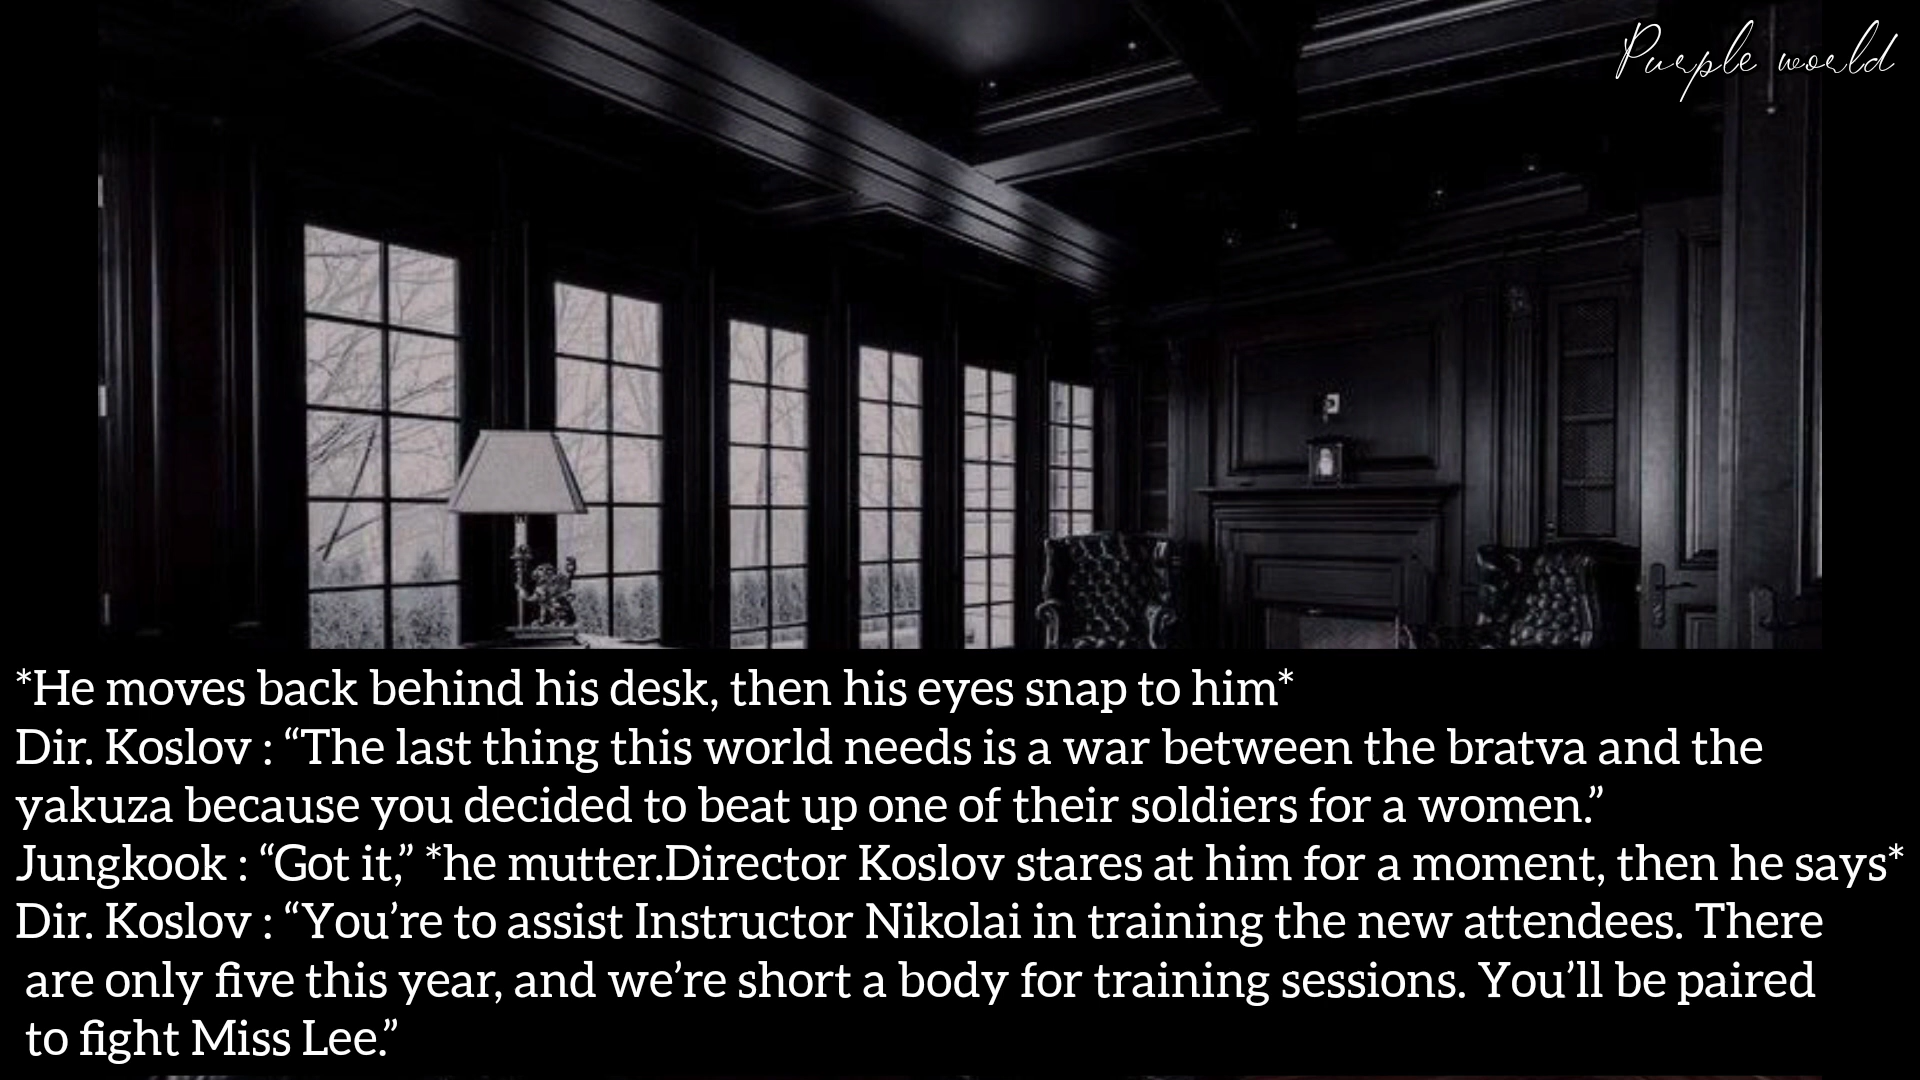 Purple world
*He moves back behind his desk, then his eyes snap to him*
Dir. Koslov : “The last thing this world needs is a war between the bratva and the
yakuza because you decided to beat up one of their soldiers for a women.”
Jungkook : “Got it,” *he mutter.Director Koslov stares at him for a moment, then he says*
Dir. Koslov : “You’re to assist Instructor Nikolai in training the new attendees. There
are only five this year, and we’re short a body for training sessions. You’ll be paired
to fight Miss Lee.”